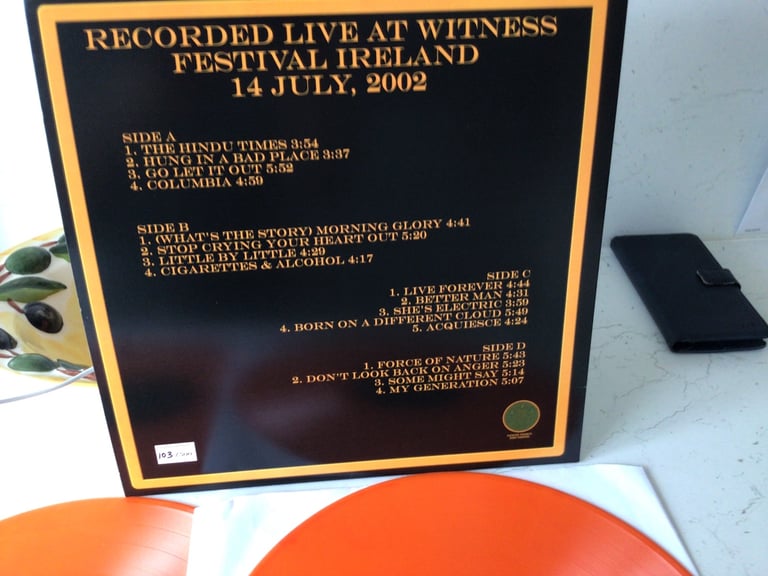 RECORDED LIVE AT WITNESS
FESTIVAL IRELAND
14 JULY, 2002
SIDE A
1. THE HINDU TIMES 3:54
2. HUNG IN A BAD PLACE 3:37
3. GO LET IT OUT 5:52
4. COLUMBIA 4:59
SIDE B
1. (WHAT'S THE STORY) MORNING GLORY 4:41
2. STOP CRYING YOUR HEART OUT 5:20
3. LITTLE BY LITTLE 4:29
4. CIGARETTES & ALCOHOL 4:17
SIDE C
1. LIVE FOREVER 4:44
2. BETTER MAN 4:31
3. SHE'S ELECTRIC 3:59
4. BORN ON A DIFFERENT CLOUD 5:49
5. ACQUIESCE 4:24
SIDE D
1. FORCE OF NATURE 5:43
2. DON'T LOOK BACK ON ANGER 5:23
3. SOME MIGHT SAY 5:14
4. MY GENERATION 5:07
103